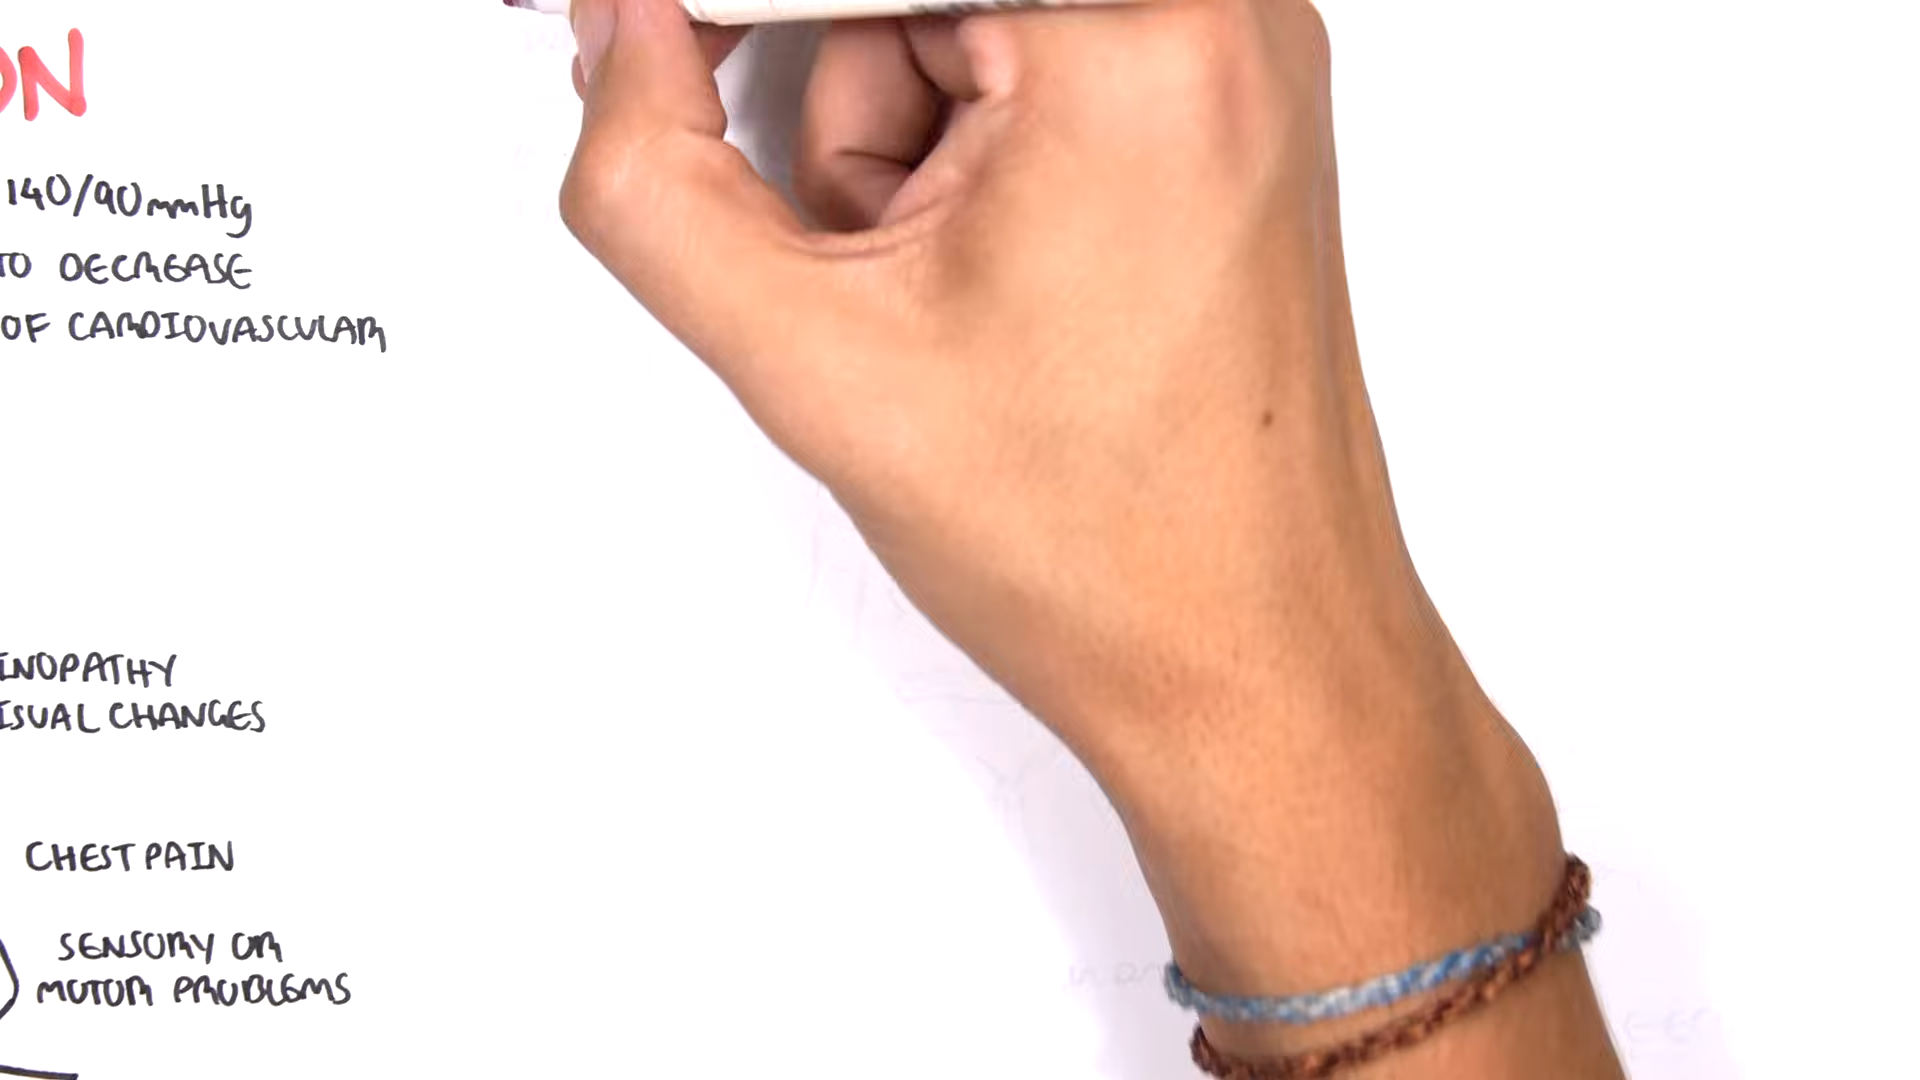 ON
140/90mmHg
TO DECREASE
OF CARDIOVASCULAR
INOPATHY
ISUAL CHANGES
CHEST PAIN
SENSORY OR
MOTOR PROBLEMS